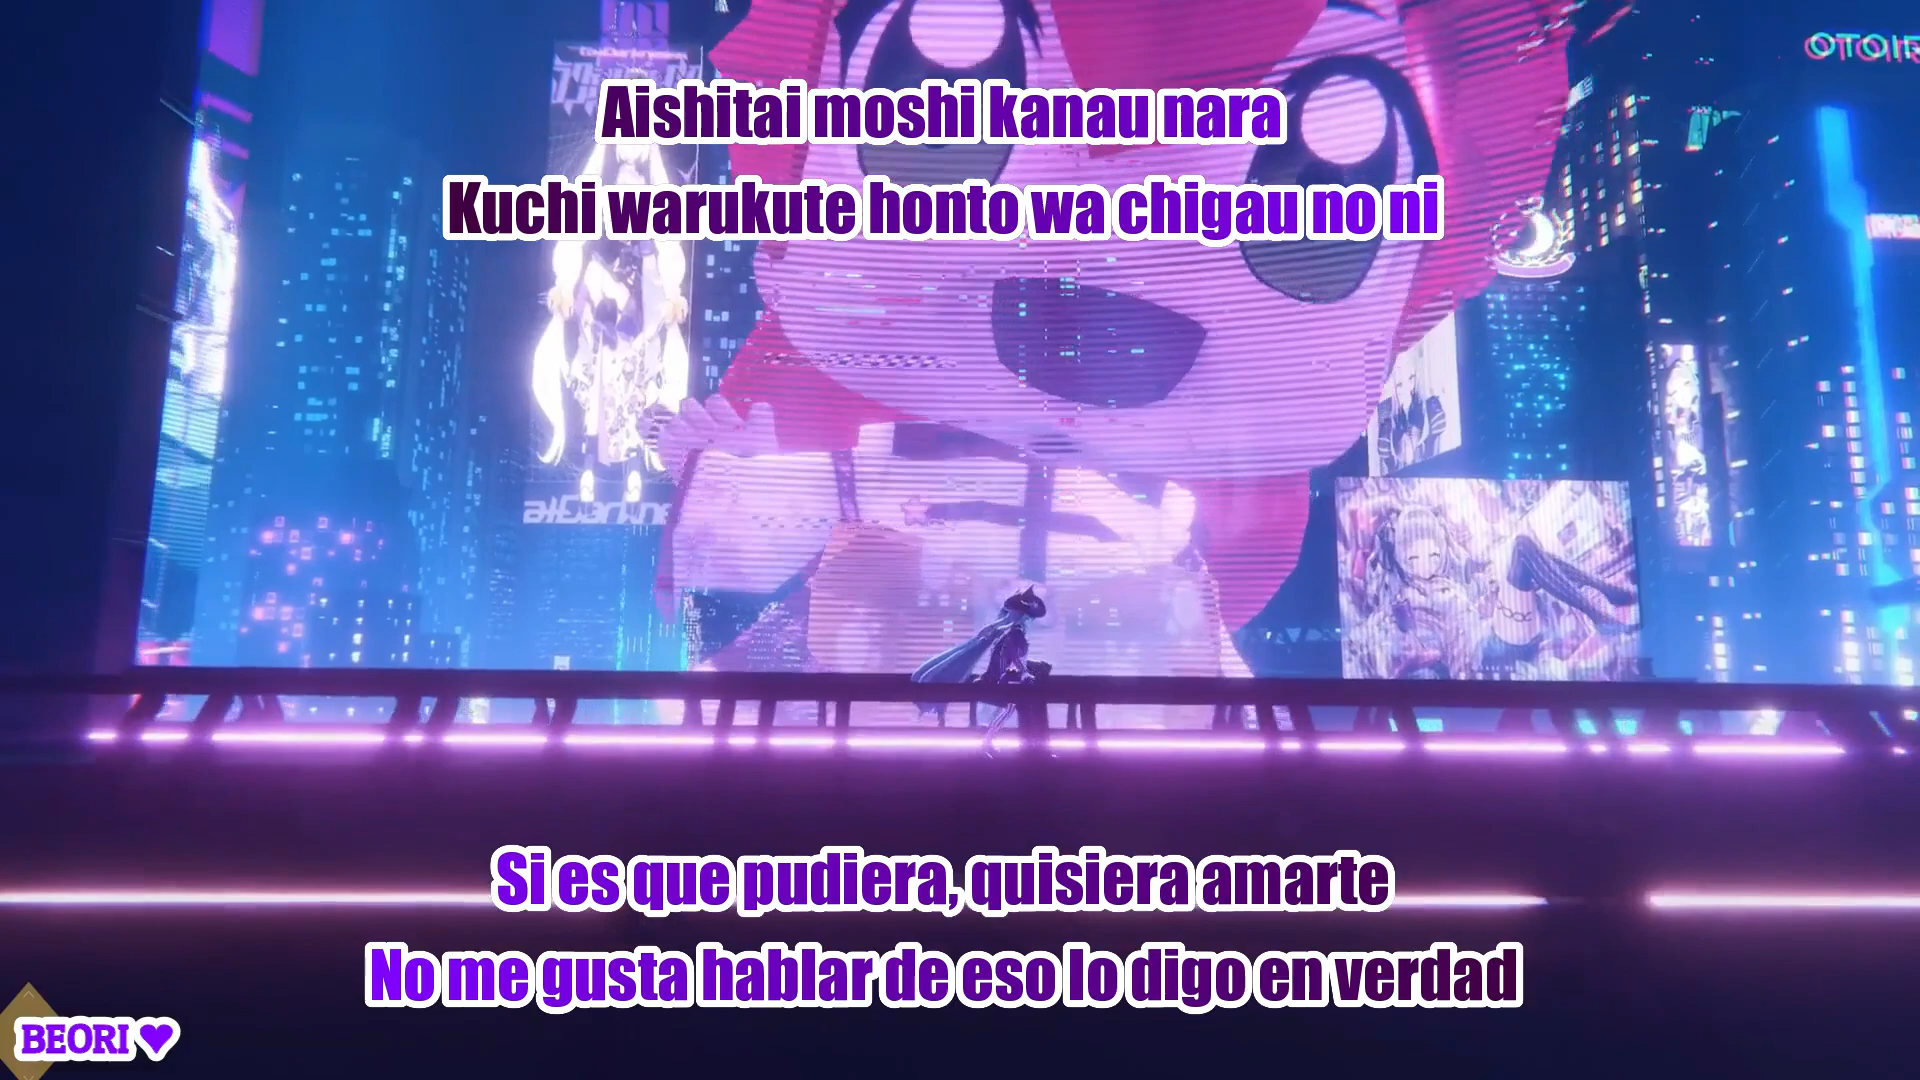 OTOIR
Aishitai moshi kanau nara
Kuchi warukute honto wa chigau no ni
Si es que pudiera, quisiera amarte
No me gusta hablar de eso lo digo en verdad
BEORI